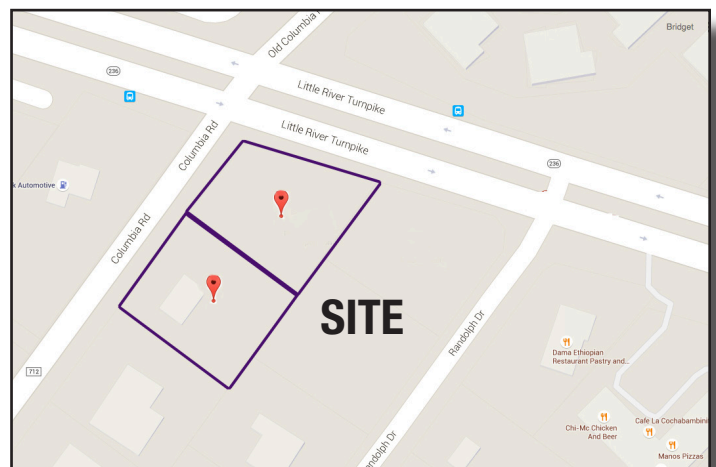 Old Columbia
Bridget
236
Little River Turnpike
Little River Turnpike
Columbia Rd
236
Automotive
Columbia Rd
SITE
Randolph Dr
Dama Ethiopian
Restaurant Pastry and...
712
Chi-Mc Chicken
And Beer
Cafe La Cochabambin
Manos Pizzas
ndolph Dr